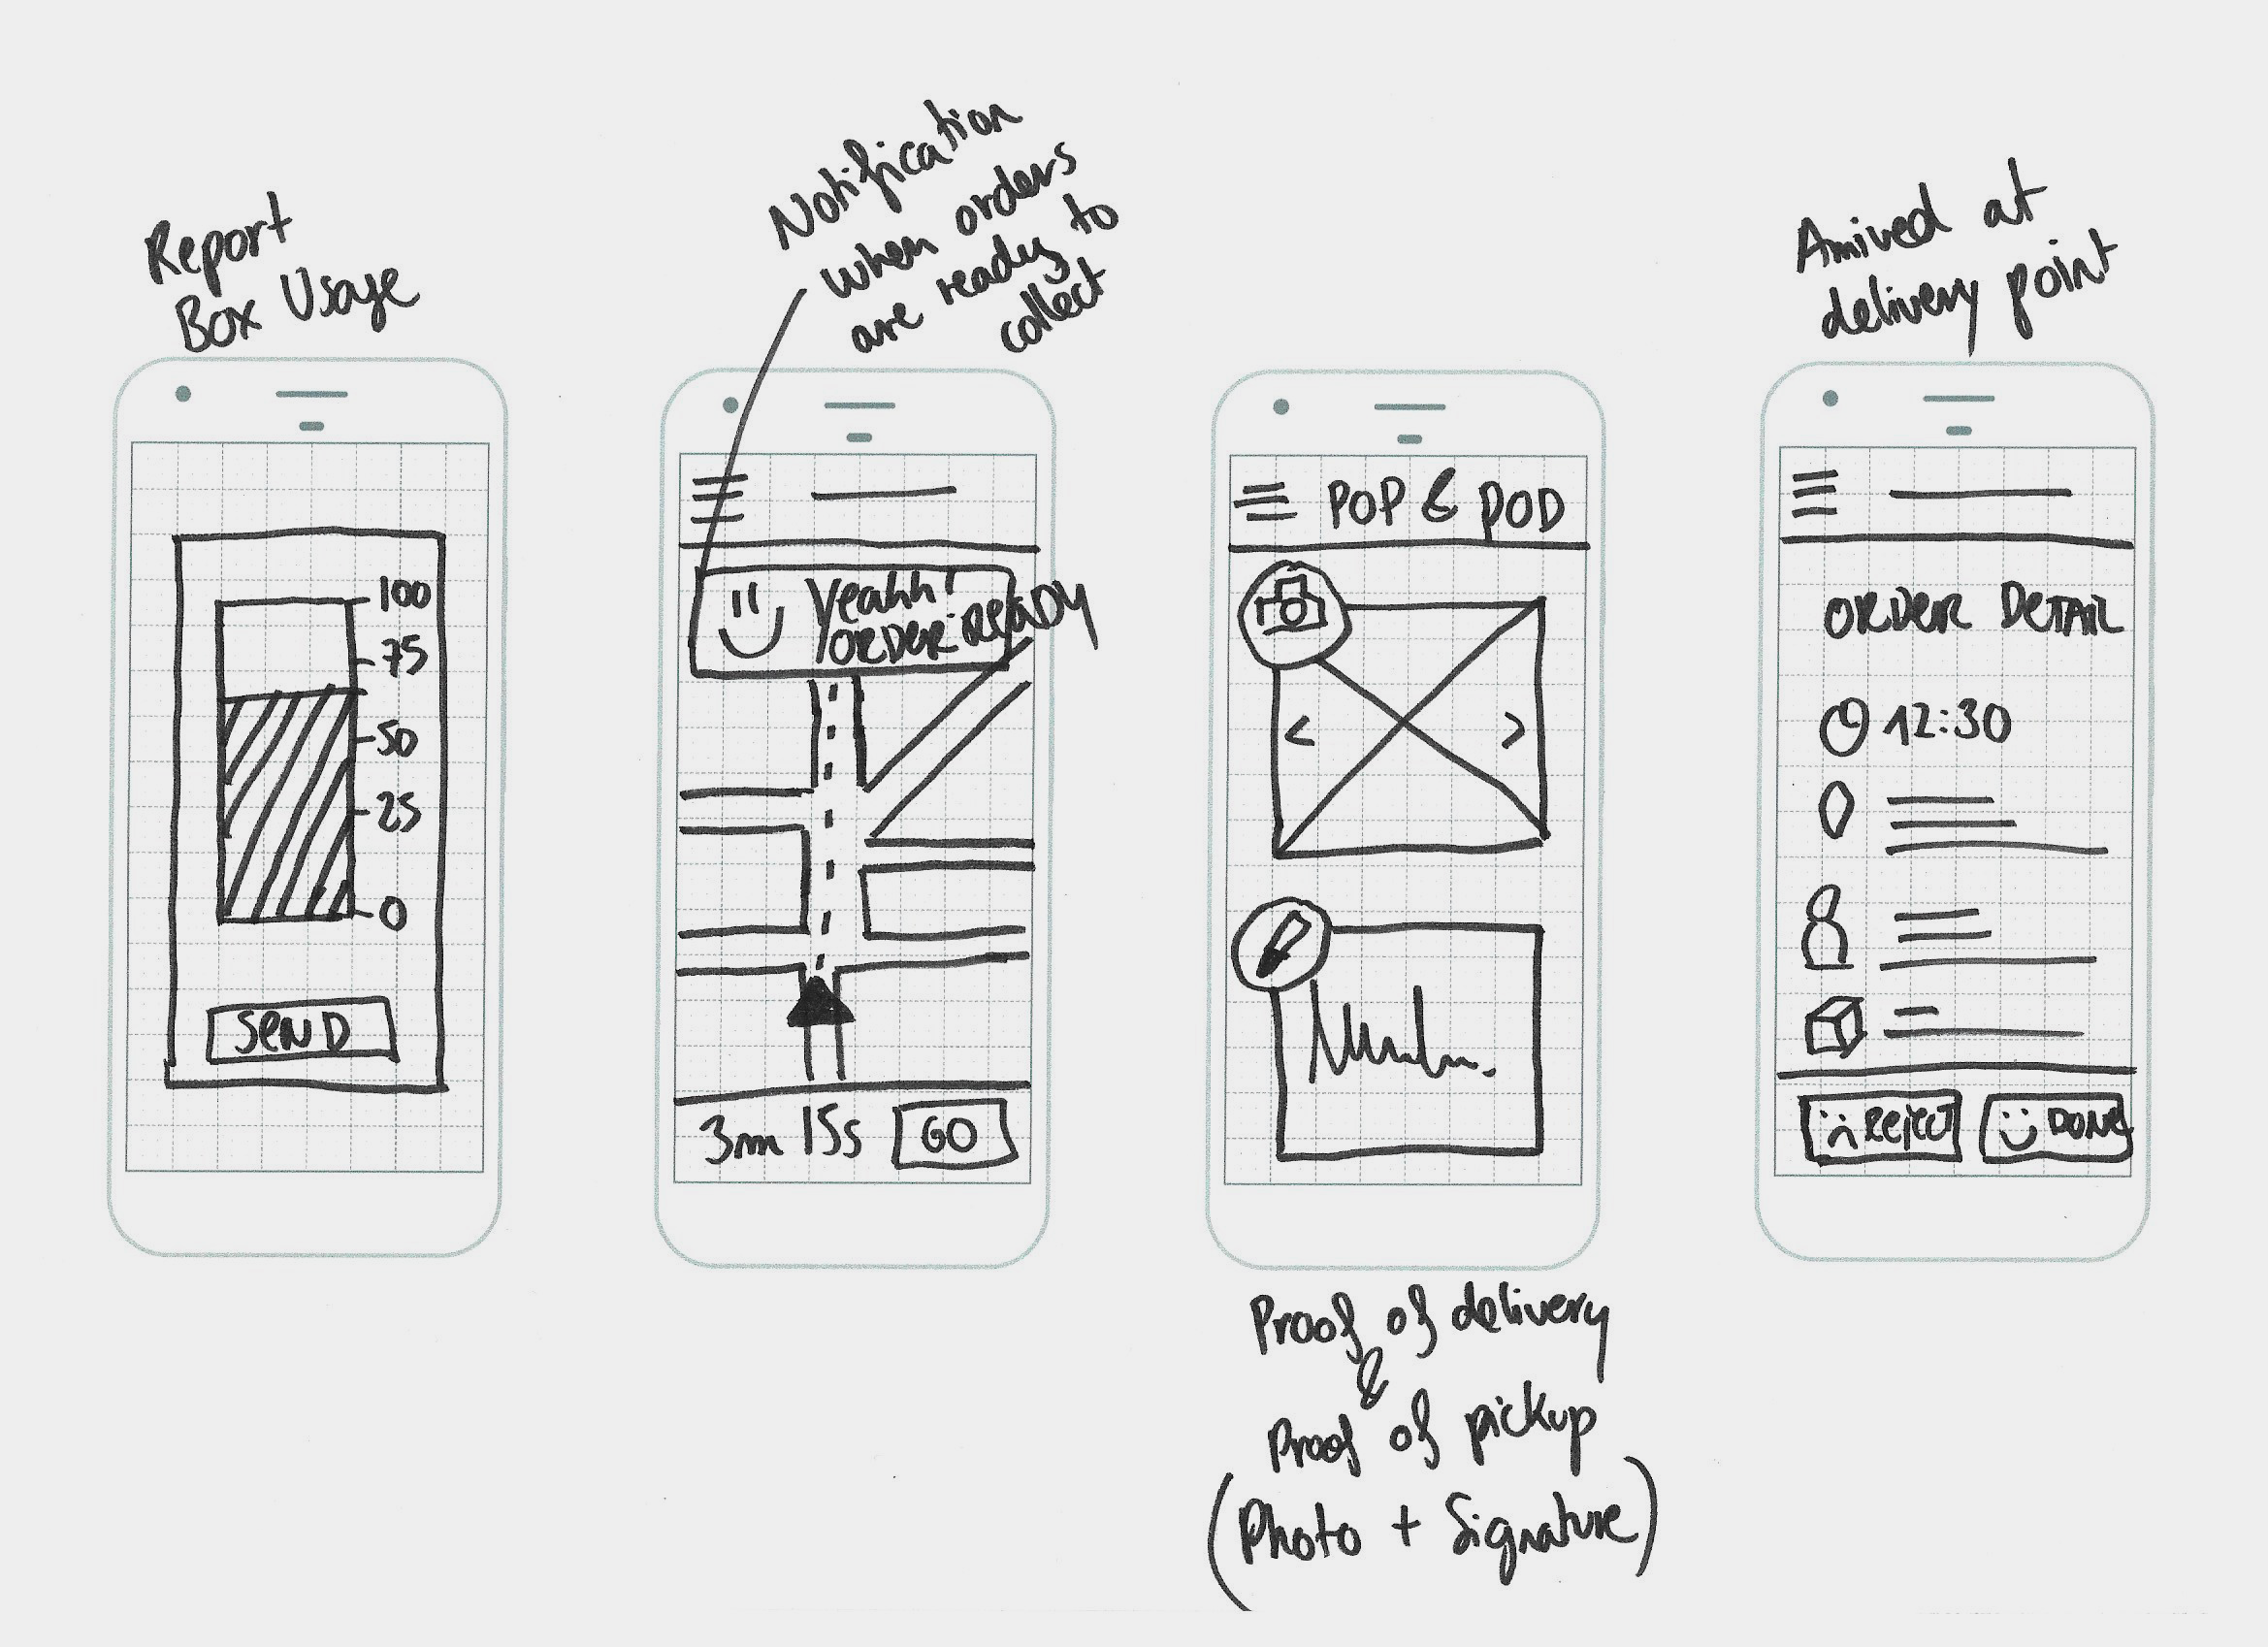 Report
Box Usage
100
75
50
25
0
SEND
Notification
when orders
are ready to
collect
Yeahh!
ORDER READY
3m 15s
GO
POP & POD
<
>
Proof of delivery
&
Proof of pickup
(Photo + Signature)
Arrived at
delivery point
ORDER DETAIL
12:30
REJECT
DONE